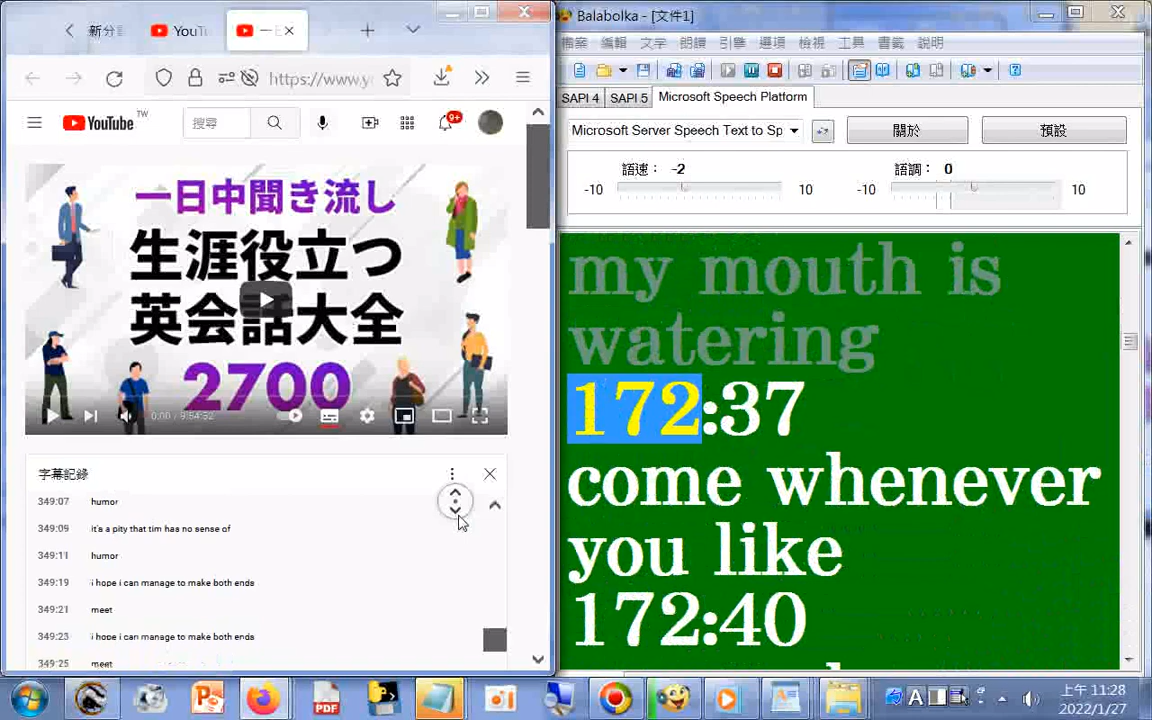 新分
YouT
https://www.y
YouTube TW
搜尋
9+
一日中聞き流し
生涯役立つ
英会話大全
2700
0:00 / 9:54:32
字幕記錄
349:07 humor
349:09 it's a pity that tim has no sense of
349:11 humor
349:19 i hope i can manage to make both ends
349:21 meet
349:23 i hope i can manage to make both ends
349:25 meet
Balabolka - [文件1]
檔案 編輯 文字 朗讀 引擎 選項 檢視 工具 書籤 說明
SAPI 4 SAPI 5 Microsoft Speech Platform
Microsoft Server Speech Text to Sp
關於
預設
語速： -2
語調： 0
-10 10 -10 10
my mouth is
watering
172:37
come whenever
you like
172:40
PDF
A
上午 11:28
2022/1/27